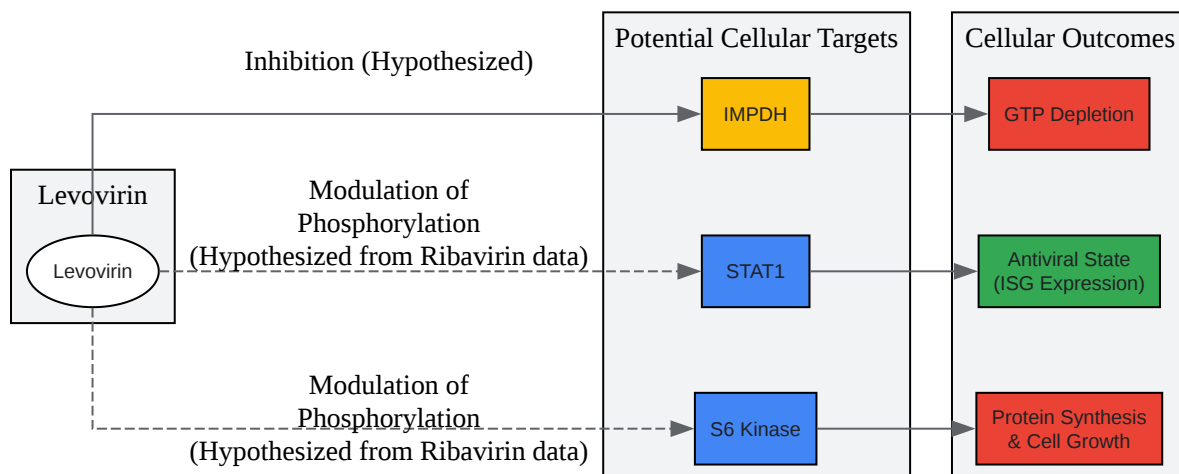 Potential Cellular Targets
Cellular Outcomes
Inhibition (Hypothesized)
IMPDH
GTP Depletion
Levovirin
Levovirin
Modulation of
Phosphorylation
(Hypothesized from Ribavirin data)
STAT1
Antiviral State
(ISG Expression)
Modulation of
Phosphorylation
(Hypothesized from Ribavirin data)
S6 Kinase
Protein Synthesis
& Cell Growth